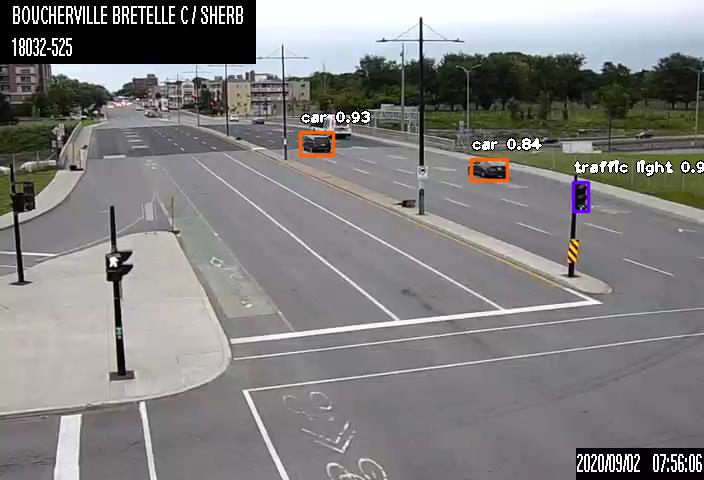 BOUCHERVILLE BRETELLE C / SHERB
18032-525
car 0.93
car 0.84
traffic light 0.9
2020/09/02 07:56:06